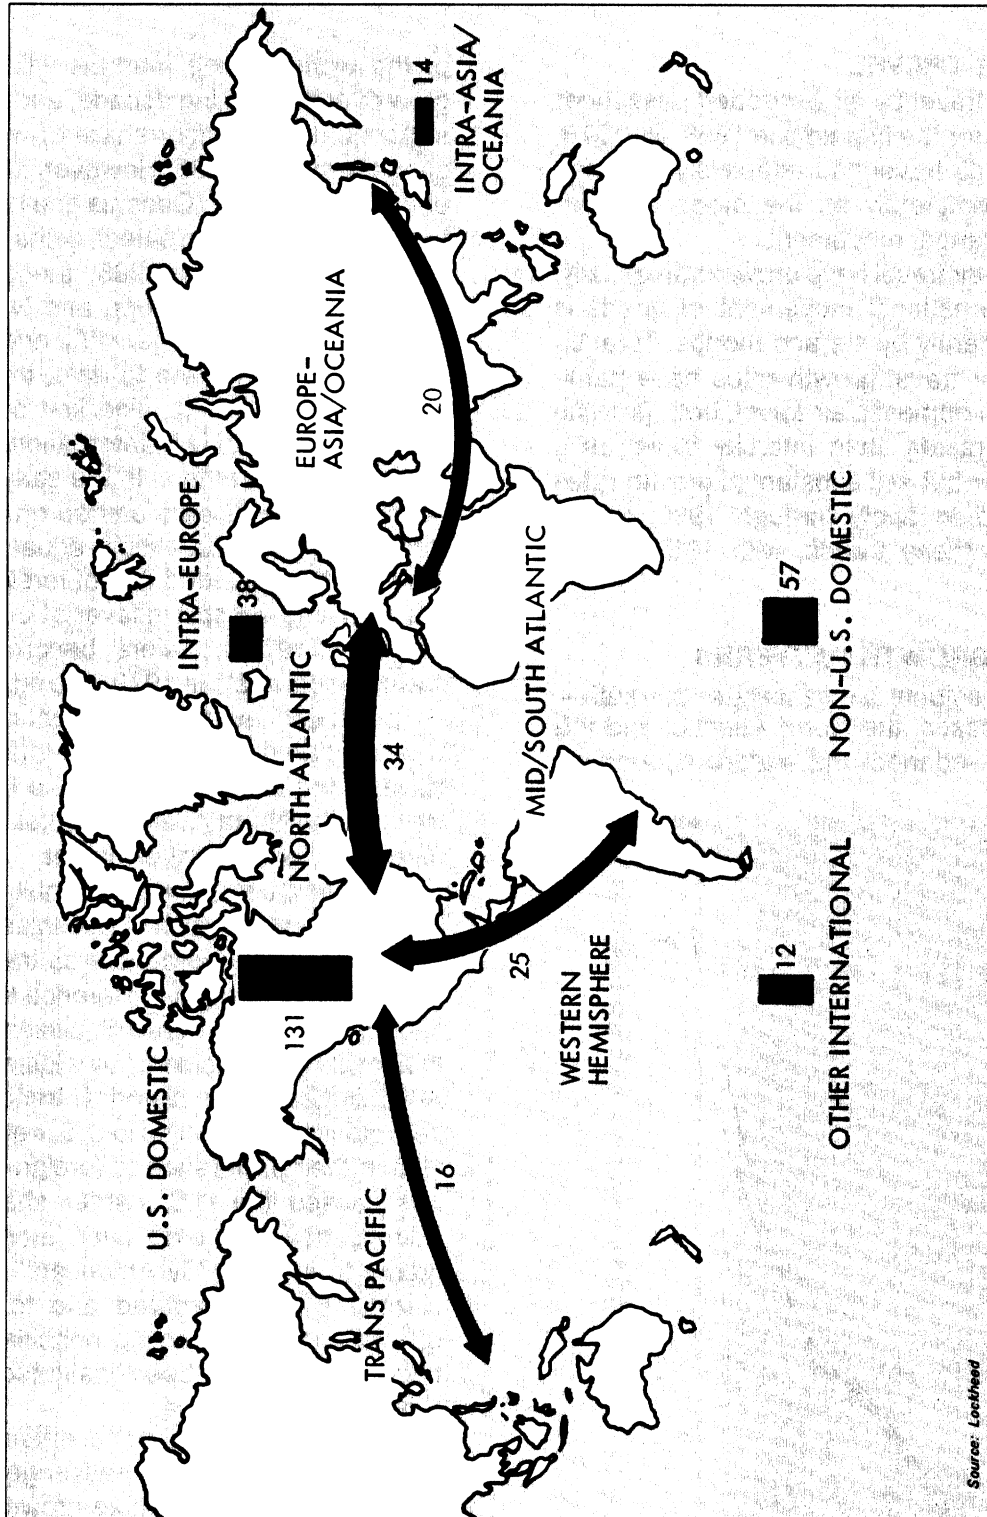 U.S. DOMESTIC
131
NORTH ATLANTIC
34
INTRA-EUROPE
38
EUROPE-
ASIA/OCEANIA
20
14
INTRA-ASIA/
OCEANIA
TRANS PACIFIC
16
WESTERN
HEMISPHERE
25
MID/SOUTH ATLANTIC
12
OTHER INTERNATIONAL
57
NON-U.S. DOMESTIC
Source: Lockheed